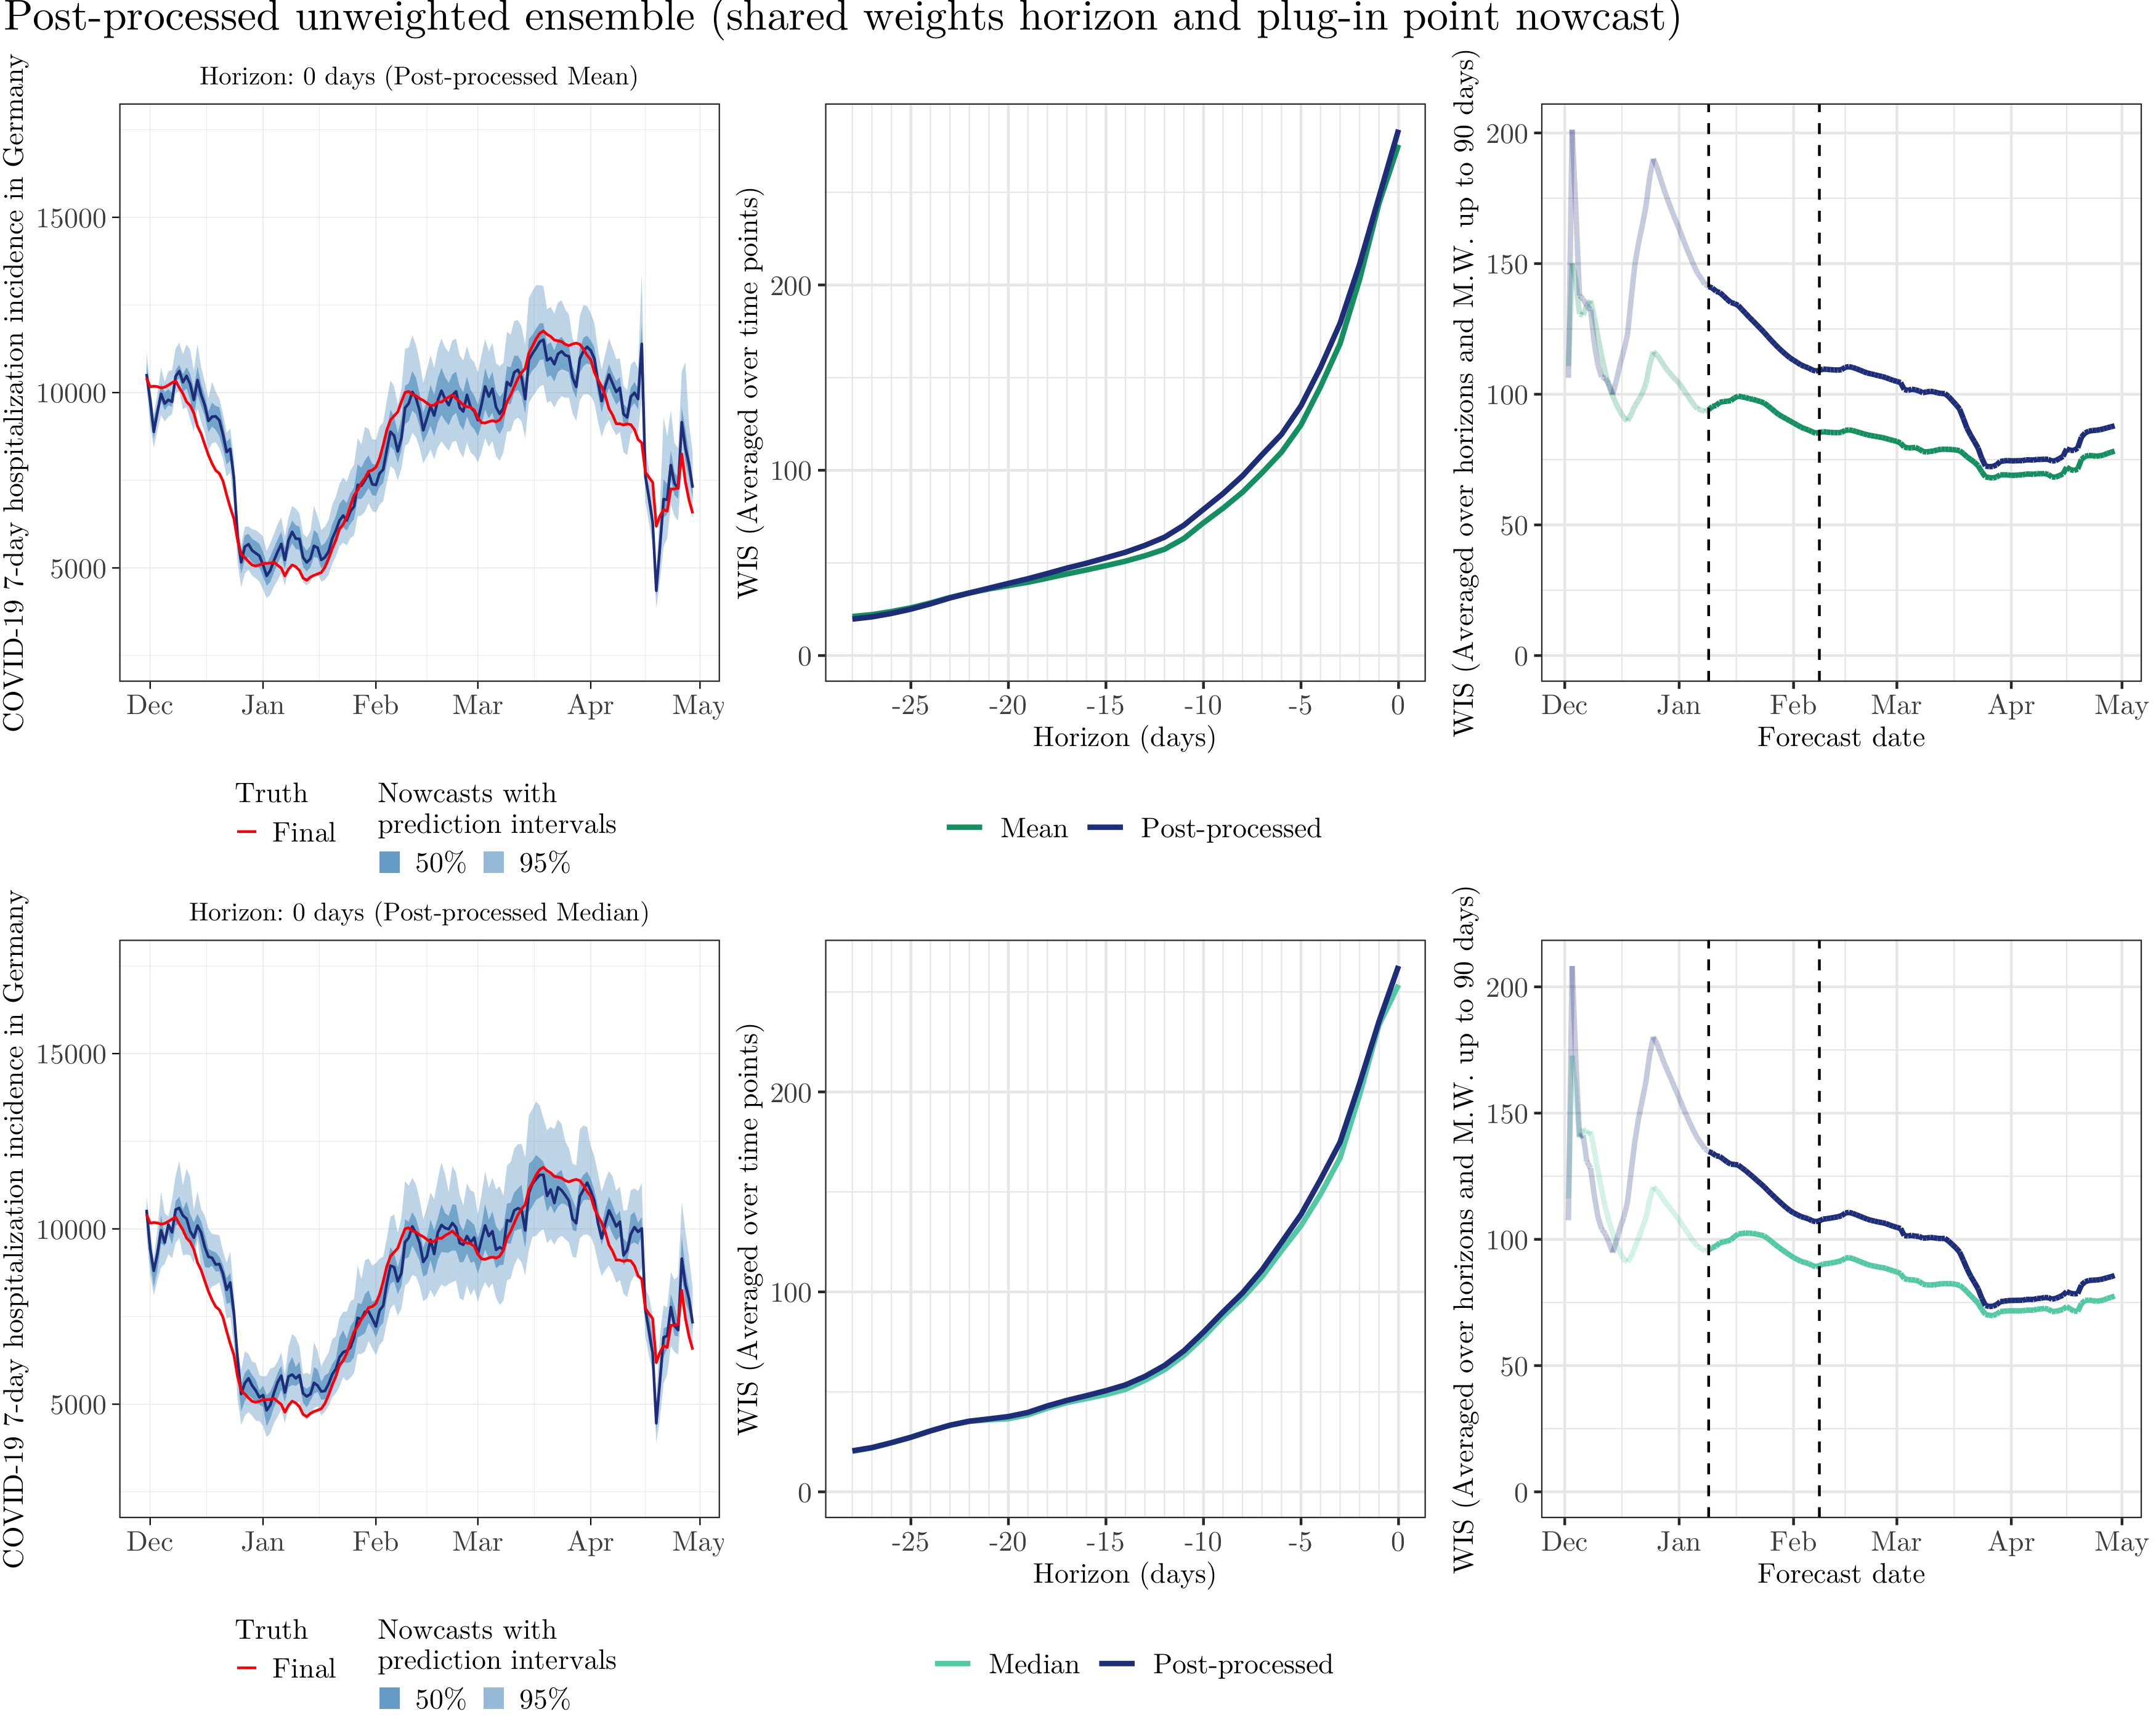 Post-processed unweighted ensemble (shared weights horizon and plug-in point nowcast)
Horizon: 0 days (Post-processed Mean)
COVID-19 7-day hospitalization incidence in Germany
15000
10000
5000
Dec Jan Feb Mar Apr May
Truth
Final
Nowcasts with
prediction intervals
50% 95%
WIS (Averaged over time points)
200
100
0
-25 -20 -15 -10 -5 0
Horizon (days)
Mean Post-processed
WIS (Averaged over horizons and M.W. up to 90 days)
200
150
100
50
0
Dec Jan Feb Mar Apr May
Forecast date
Horizon: 0 days (Post-processed Median)
COVID-19 7-day hospitalization incidence in Germany
15000
10000
5000
Dec Jan Feb Mar Apr May
Truth
Final
Nowcasts with
prediction intervals
50% 95%
WIS (Averaged over time points)
200
100
0
-25 -20 -15 -10 -5 0
Horizon (days)
Median Post-processed
WIS (Averaged over horizons and M.W. up to 90 days)
200
150
100
50
0
Dec Jan Feb Mar Apr May
Forecast date